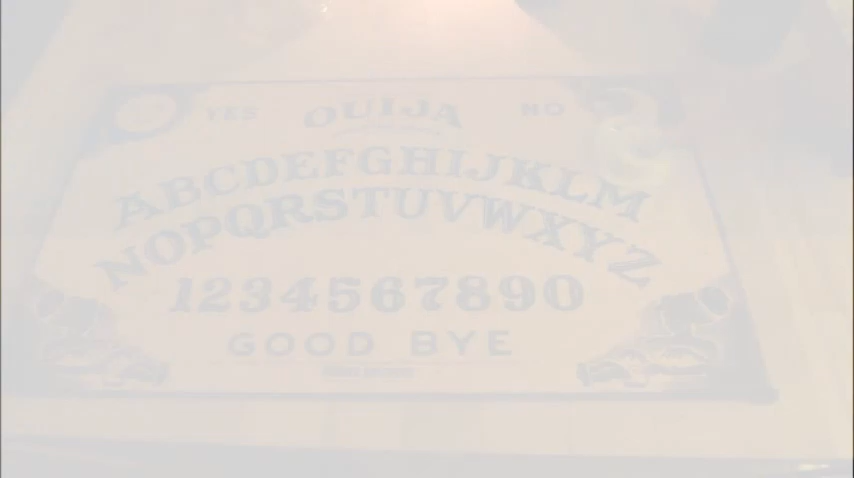 YES OUIJA NO
ABCDEFGHIJKLM
NOPQRSTUVWXYZ
1234567890
GOOD BYE